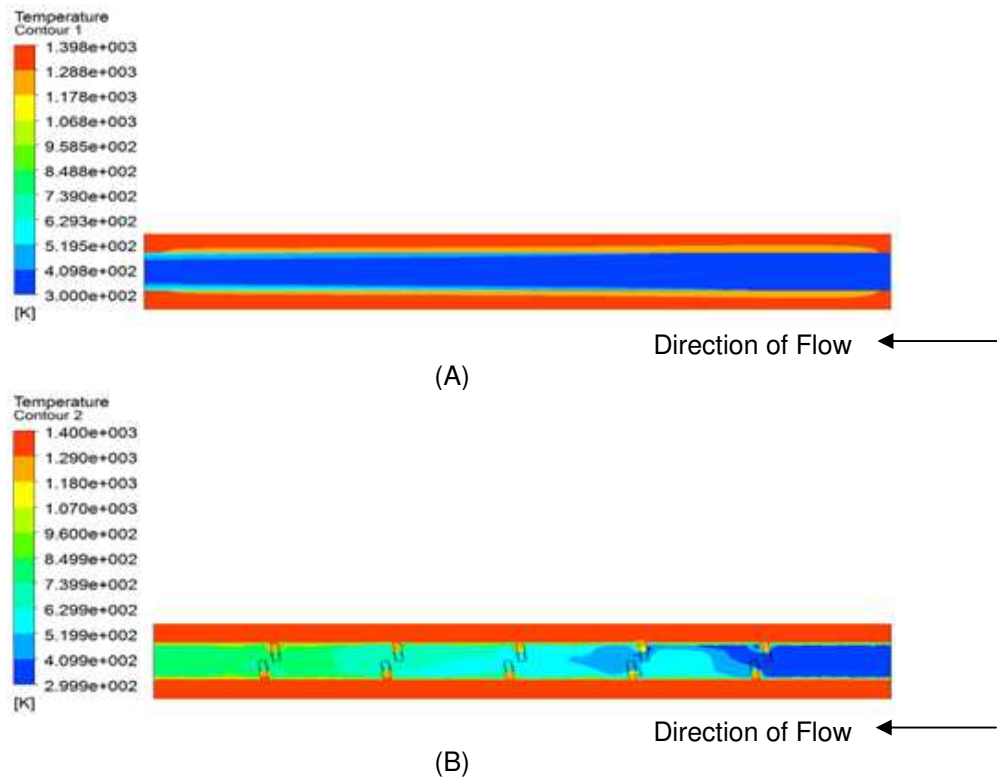 Temperature
Contour 1
1.398e+003
1.288e+003
1.178e+003
1.068e+003
9.585e+002
8.488e+002
7.390e+002
6.293e+002
5.195e+002
4.098e+002
3.000e+002
[K]
Direction of Flow
(A)
Temperature
Contour 2
1.400e+003
1.290e+003
1.180e+003
1.070e+003
9.600e+002
8.499e+002
7.399e+002
6.299e+002
5.199e+002
4.099e+002
2.999e+002
[K]
Direction of Flow
(B)